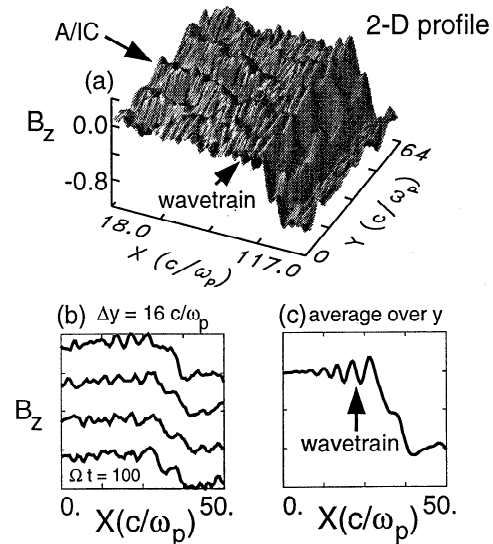 2-D profile
A/IC
(a)
B_z
0.0
-0.8
wavetrain
18.0
X (c/ω_p)
117.0
0
Y (c/ω_p)
64
(b) Δy = 16 c/ω_p
B_z
Ω t = 100
0. 50.
X(c/ω_p)
(c) average over y
wavetrain
0. 50.
X(c/ω_p)